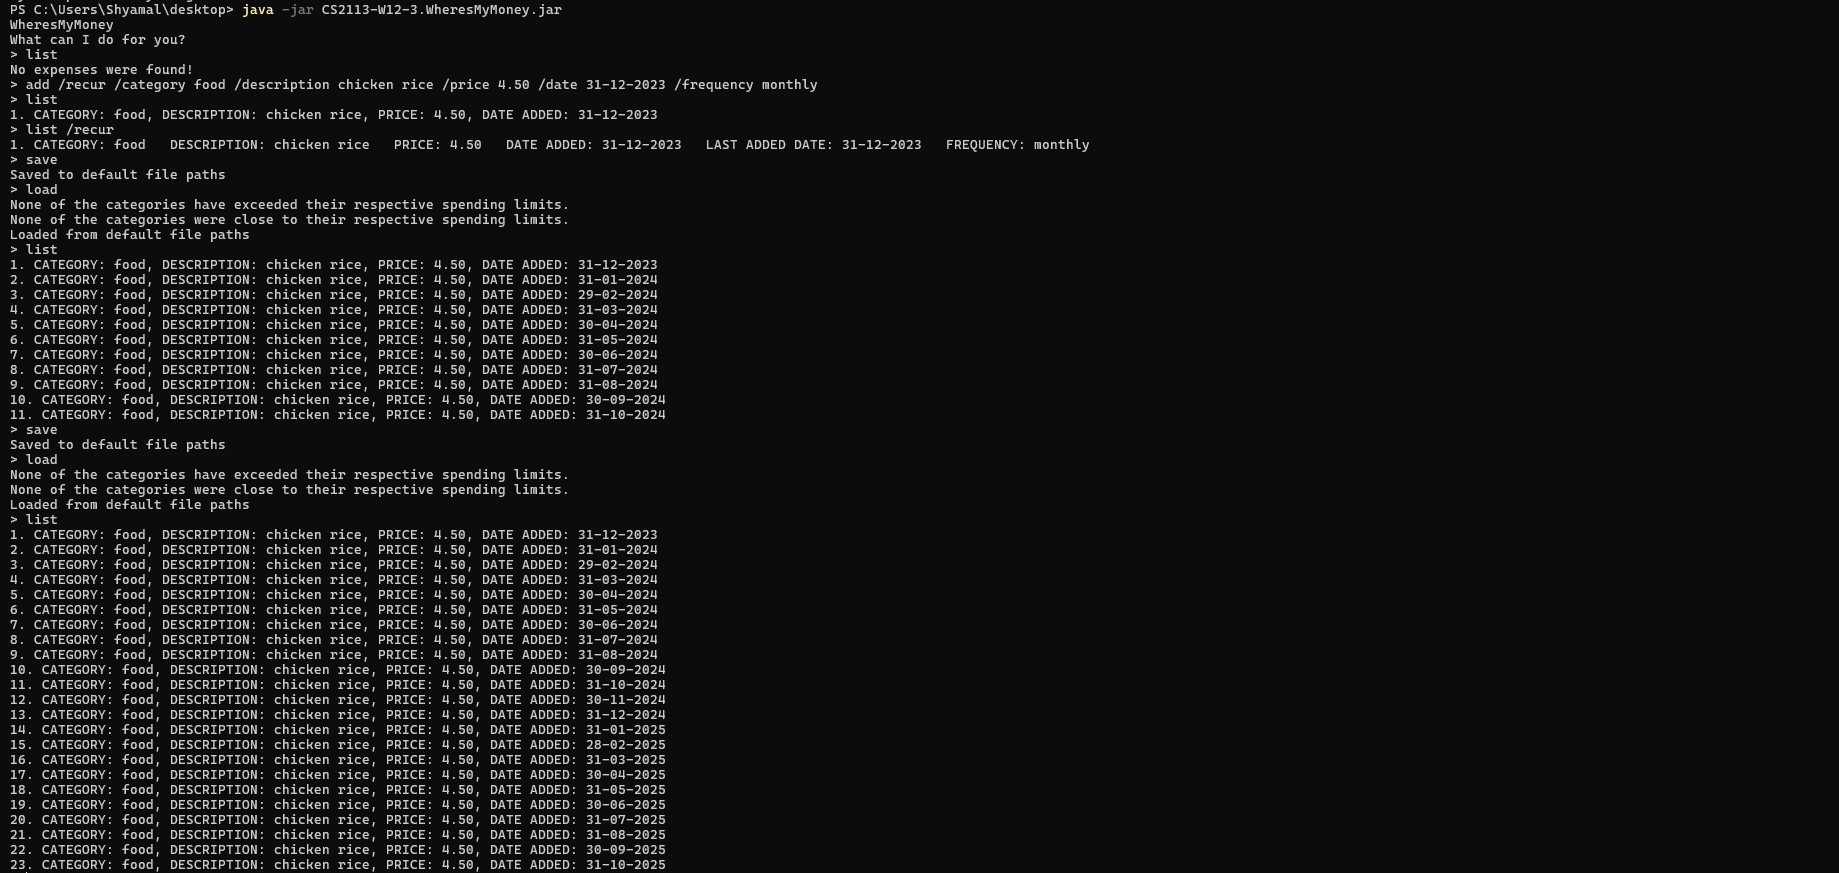 PS C:\Users\Shyamal\desktop> java -jar CS2113-W12-3.WheresMyMoney.jar
WheresMyMoney
What can I do for you?
> list
No expenses were found!
> add /recur /category food /description chicken rice /price 4.50 /date 31-12-2023 /frequency monthly
> list
1. CATEGORY: food, DESCRIPTION: chicken rice, PRICE: 4.50, DATE ADDED: 31-12-2023
> list /recur
1. CATEGORY: food   DESCRIPTION: chicken rice   PRICE: 4.50   DATE ADDED: 31-12-2023   LAST ADDED DATE: 31-12-2023   FREQUENCY: monthly
> save
Saved to default file paths
> load
None of the categories have exceeded their respective spending limits.
None of the categories were close to their respective spending limits.
Loaded from default file paths
> list
1. CATEGORY: food, DESCRIPTION: chicken rice, PRICE: 4.50, DATE ADDED: 31-12-2023
2. CATEGORY: food, DESCRIPTION: chicken rice, PRICE: 4.50, DATE ADDED: 31-01-2024
3. CATEGORY: food, DESCRIPTION: chicken rice, PRICE: 4.50, DATE ADDED: 29-02-2024
4. CATEGORY: food, DESCRIPTION: chicken rice, PRICE: 4.50, DATE ADDED: 31-03-2024
5. CATEGORY: food, DESCRIPTION: chicken rice, PRICE: 4.50, DATE ADDED: 30-04-2024
6. CATEGORY: food, DESCRIPTION: chicken rice, PRICE: 4.50, DATE ADDED: 31-05-2024
7. CATEGORY: food, DESCRIPTION: chicken rice, PRICE: 4.50, DATE ADDED: 30-06-2024
8. CATEGORY: food, DESCRIPTION: chicken rice, PRICE: 4.50, DATE ADDED: 31-07-2024
9. CATEGORY: food, DESCRIPTION: chicken rice, PRICE: 4.50, DATE ADDED: 31-08-2024
10. CATEGORY: food, DESCRIPTION: chicken rice, PRICE: 4.50, DATE ADDED: 30-09-2024
11. CATEGORY: food, DESCRIPTION: chicken rice, PRICE: 4.50, DATE ADDED: 31-10-2024
> save
Saved to default file paths
> load
None of the categories have exceeded their respective spending limits.
None of the categories were close to their respective spending limits.
Loaded from default file paths
> list
1. CATEGORY: food, DESCRIPTION: chicken rice, PRICE: 4.50, DATE ADDED: 31-12-2023
2. CATEGORY: food, DESCRIPTION: chicken rice, PRICE: 4.50, DATE ADDED: 31-01-2024
3. CATEGORY: food, DESCRIPTION: chicken rice, PRICE: 4.50, DATE ADDED: 29-02-2024
4. CATEGORY: food, DESCRIPTION: chicken rice, PRICE: 4.50, DATE ADDED: 31-03-2024
5. CATEGORY: food, DESCRIPTION: chicken rice, PRICE: 4.50, DATE ADDED: 30-04-2024
6. CATEGORY: food, DESCRIPTION: chicken rice, PRICE: 4.50, DATE ADDED: 31-05-2024
7. CATEGORY: food, DESCRIPTION: chicken rice, PRICE: 4.50, DATE ADDED: 30-06-2024
8. CATEGORY: food, DESCRIPTION: chicken rice, PRICE: 4.50, DATE ADDED: 31-07-2024
9. CATEGORY: food, DESCRIPTION: chicken rice, PRICE: 4.50, DATE ADDED: 31-08-2024
10. CATEGORY: food, DESCRIPTION: chicken rice, PRICE: 4.50, DATE ADDED: 30-09-2024
11. CATEGORY: food, DESCRIPTION: chicken rice, PRICE: 4.50, DATE ADDED: 31-10-2024
12. CATEGORY: food, DESCRIPTION: chicken rice, PRICE: 4.50, DATE ADDED: 30-11-2024
13. CATEGORY: food, DESCRIPTION: chicken rice, PRICE: 4.50, DATE ADDED: 31-12-2024
14. CATEGORY: food, DESCRIPTION: chicken rice, PRICE: 4.50, DATE ADDED: 31-01-2025
15. CATEGORY: food, DESCRIPTION: chicken rice, PRICE: 4.50, DATE ADDED: 28-02-2025
16. CATEGORY: food, DESCRIPTION: chicken rice, PRICE: 4.50, DATE ADDED: 31-03-2025
17. CATEGORY: food, DESCRIPTION: chicken rice, PRICE: 4.50, DATE ADDED: 30-04-2025
18. CATEGORY: food, DESCRIPTION: chicken rice, PRICE: 4.50, DATE ADDED: 31-05-2025
19. CATEGORY: food, DESCRIPTION: chicken rice, PRICE: 4.50, DATE ADDED: 30-06-2025
20. CATEGORY: food, DESCRIPTION: chicken rice, PRICE: 4.50, DATE ADDED: 31-07-2025
21. CATEGORY: food, DESCRIPTION: chicken rice, PRICE: 4.50, DATE ADDED: 31-08-2025
22. CATEGORY: food, DESCRIPTION: chicken rice, PRICE: 4.50, DATE ADDED: 30-09-2025
23. CATEGORY: food, DESCRIPTION: chicken rice, PRICE: 4.50, DATE ADDED: 31-10-2025